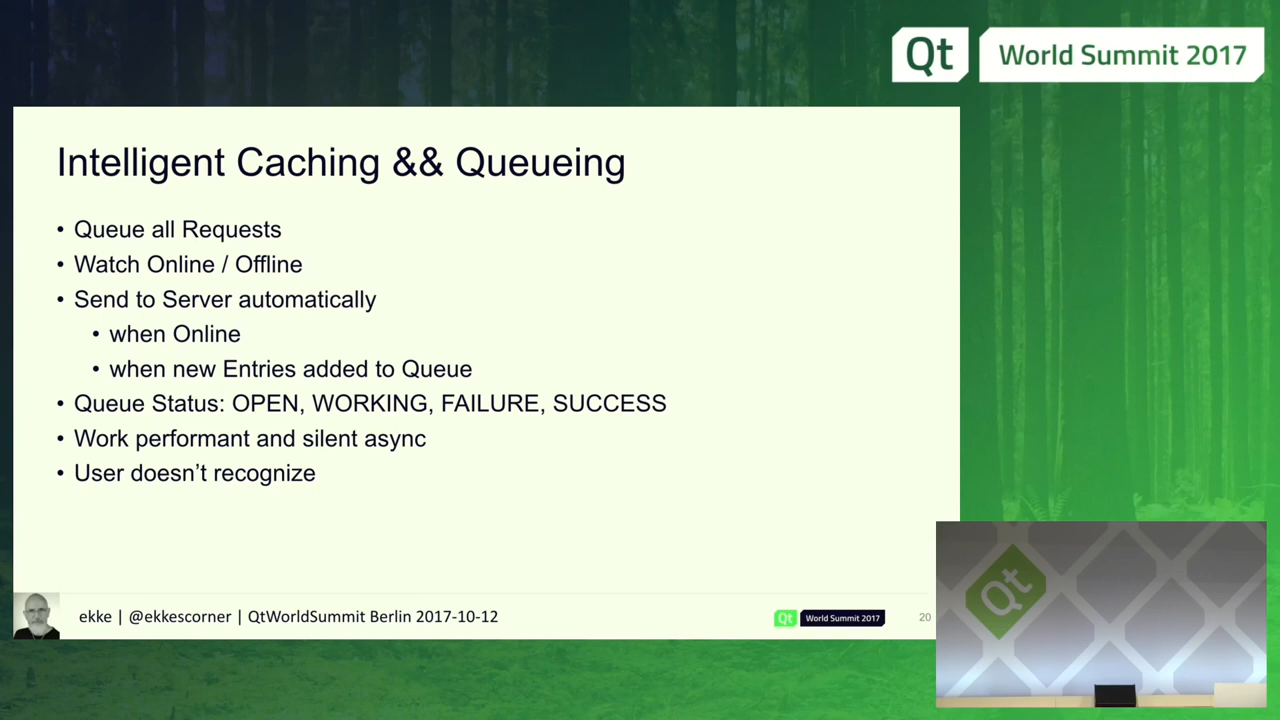 Qt World Summit 2017
Intelligent Caching && Queueing
• Queue all Requests
• Watch Online / Offline
• Send to Server automatically
• when Online
• when new Entries added to Queue
• Queue Status: OPEN, WORKING, FAILURE, SUCCESS
• Work performant and silent async
• User doesn't recognize
ekke | @ekkescorner | QtWorldSummit Berlin 2017-10-12
Qt World Summit 2017
20
Qt